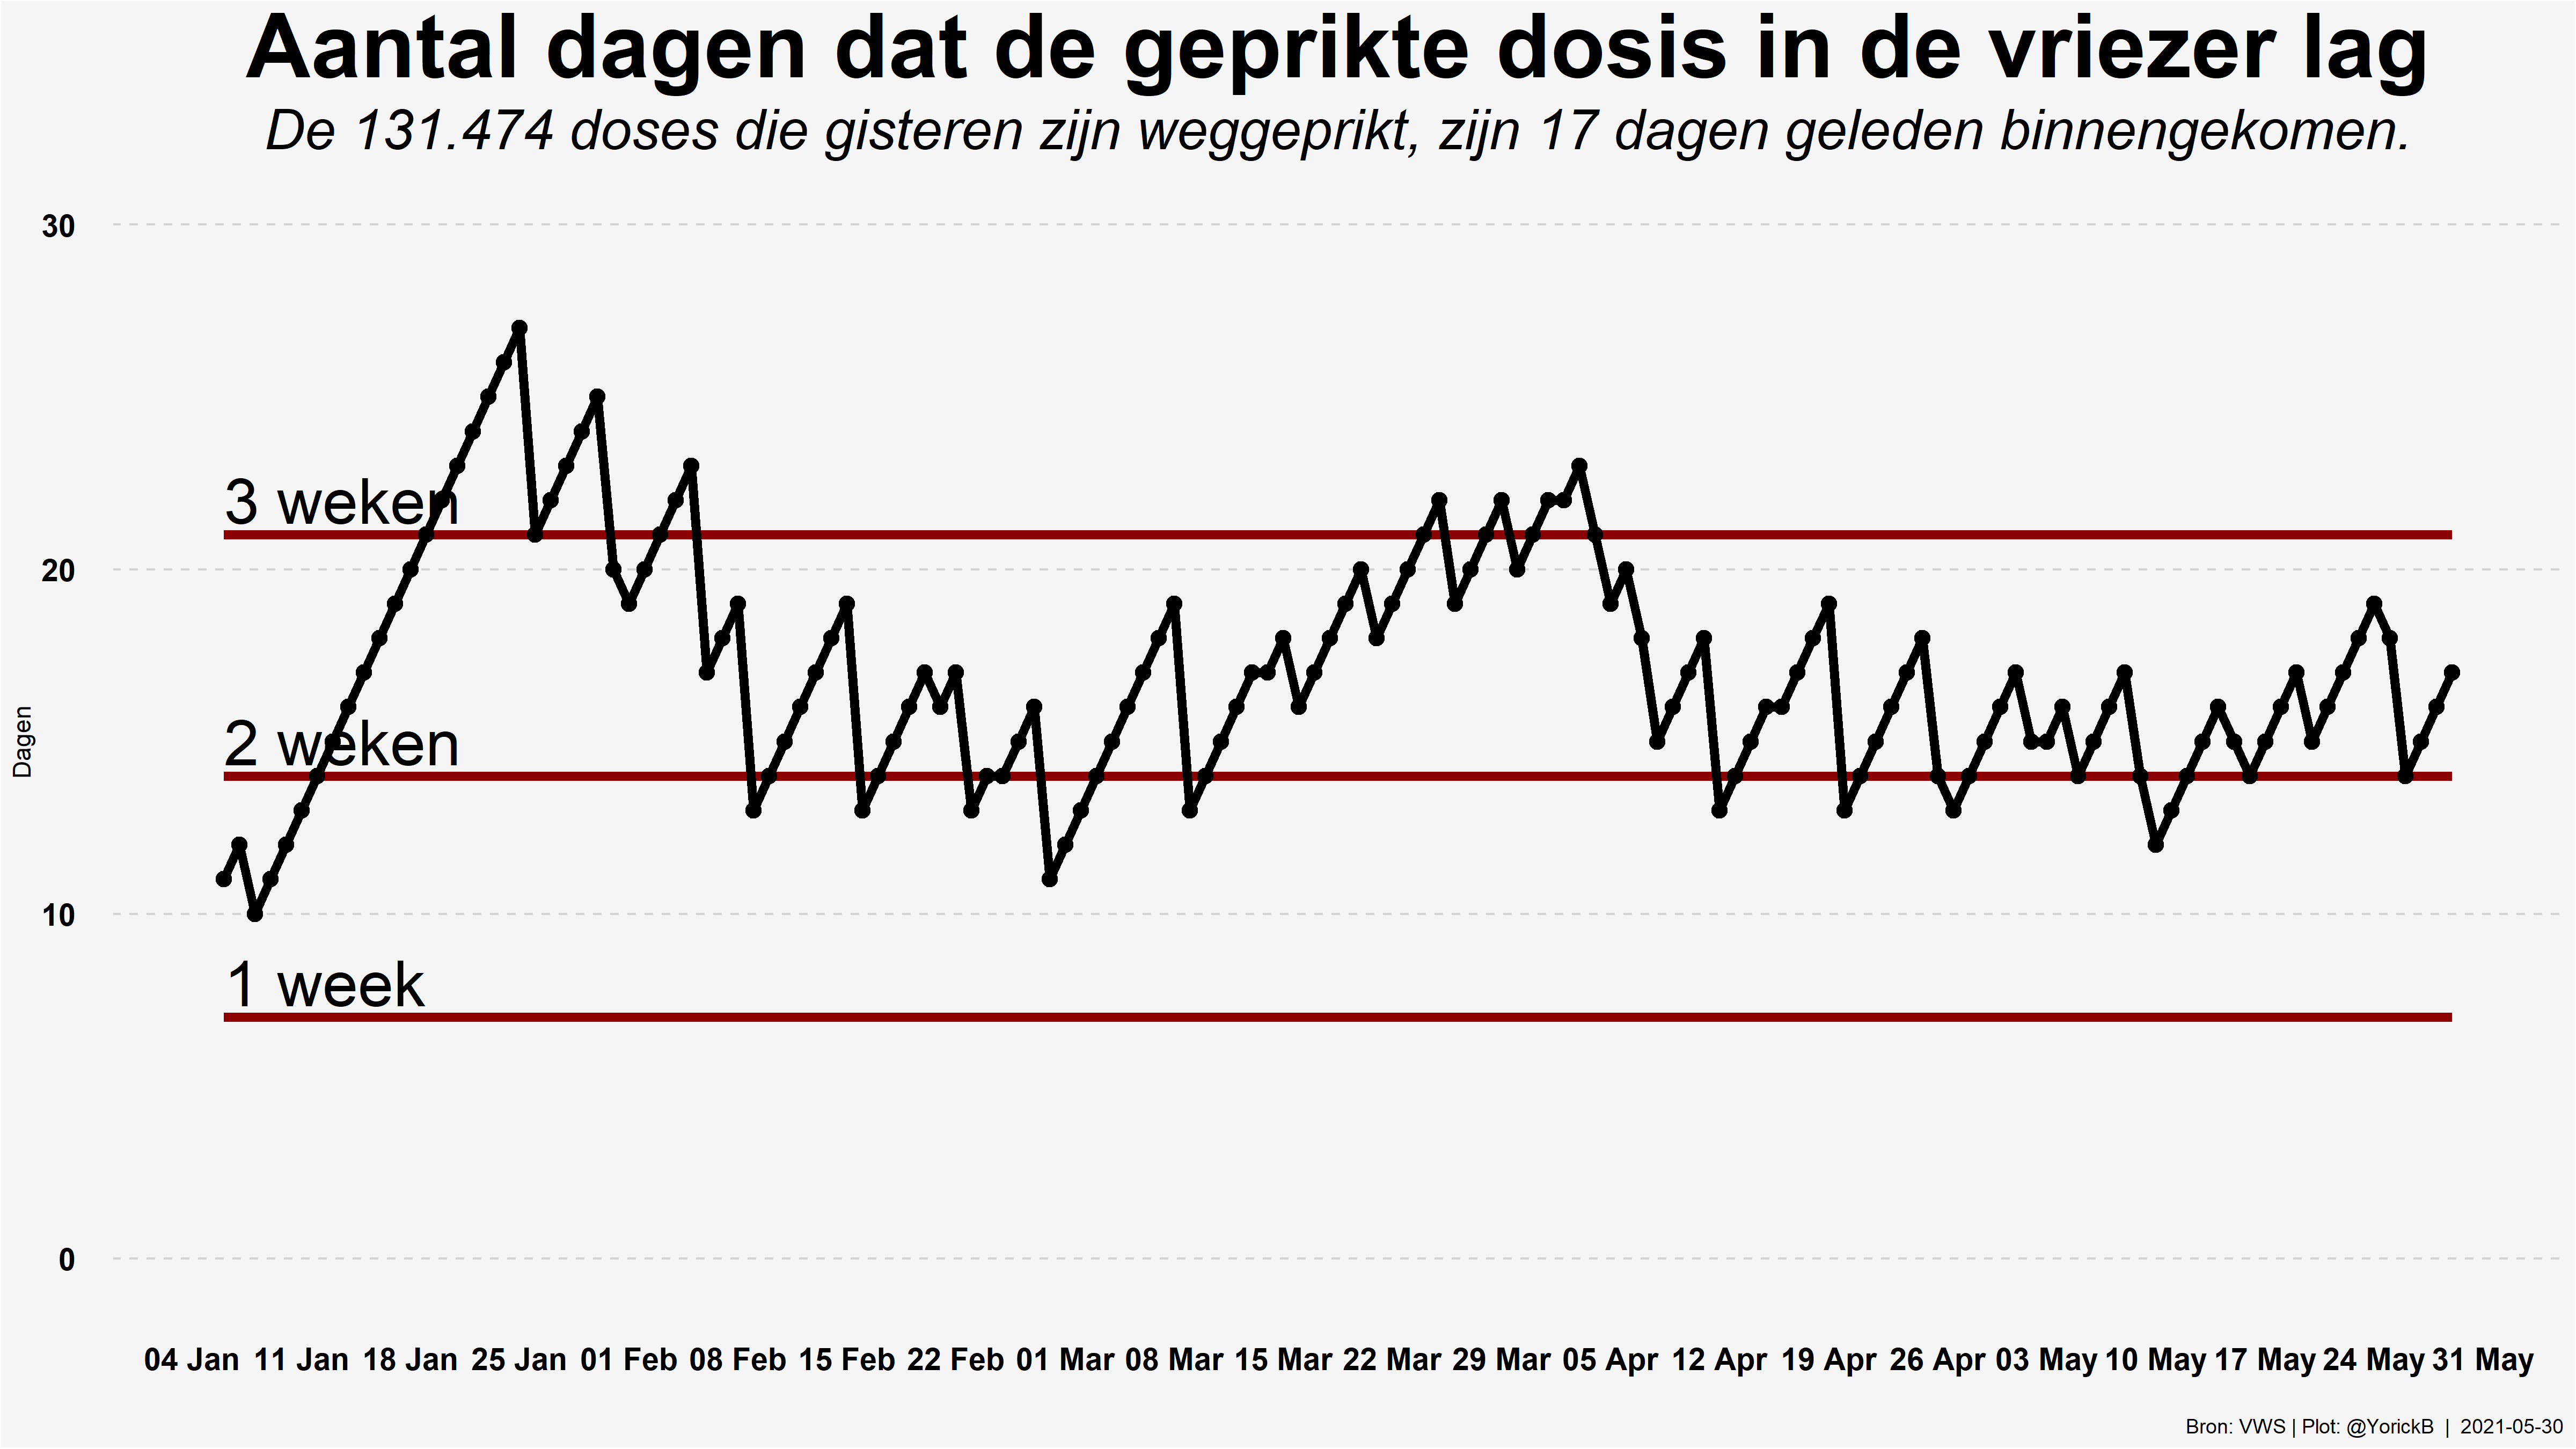 Aantal dagen dat de geprikte dosis in de vriezer lag
De 131.474 doses die gisteren zijn weggeprikt, zijn 17 dagen geleden binnengekomen.
30
3 weken
20
Dagen
2 weken
10
1 week
0
04 Jan 11 Jan 18 Jan 25 Jan 01 Feb 08 Feb 15 Feb 22 Feb 01 Mar 08 Mar 15 Mar 22 Mar 29 Mar 05 Apr 12 Apr 19 Apr 26 Apr 03 May 10 May 17 May 24 May 31 May
Bron: VWS | Plot: @YorickB | 2021-05-30